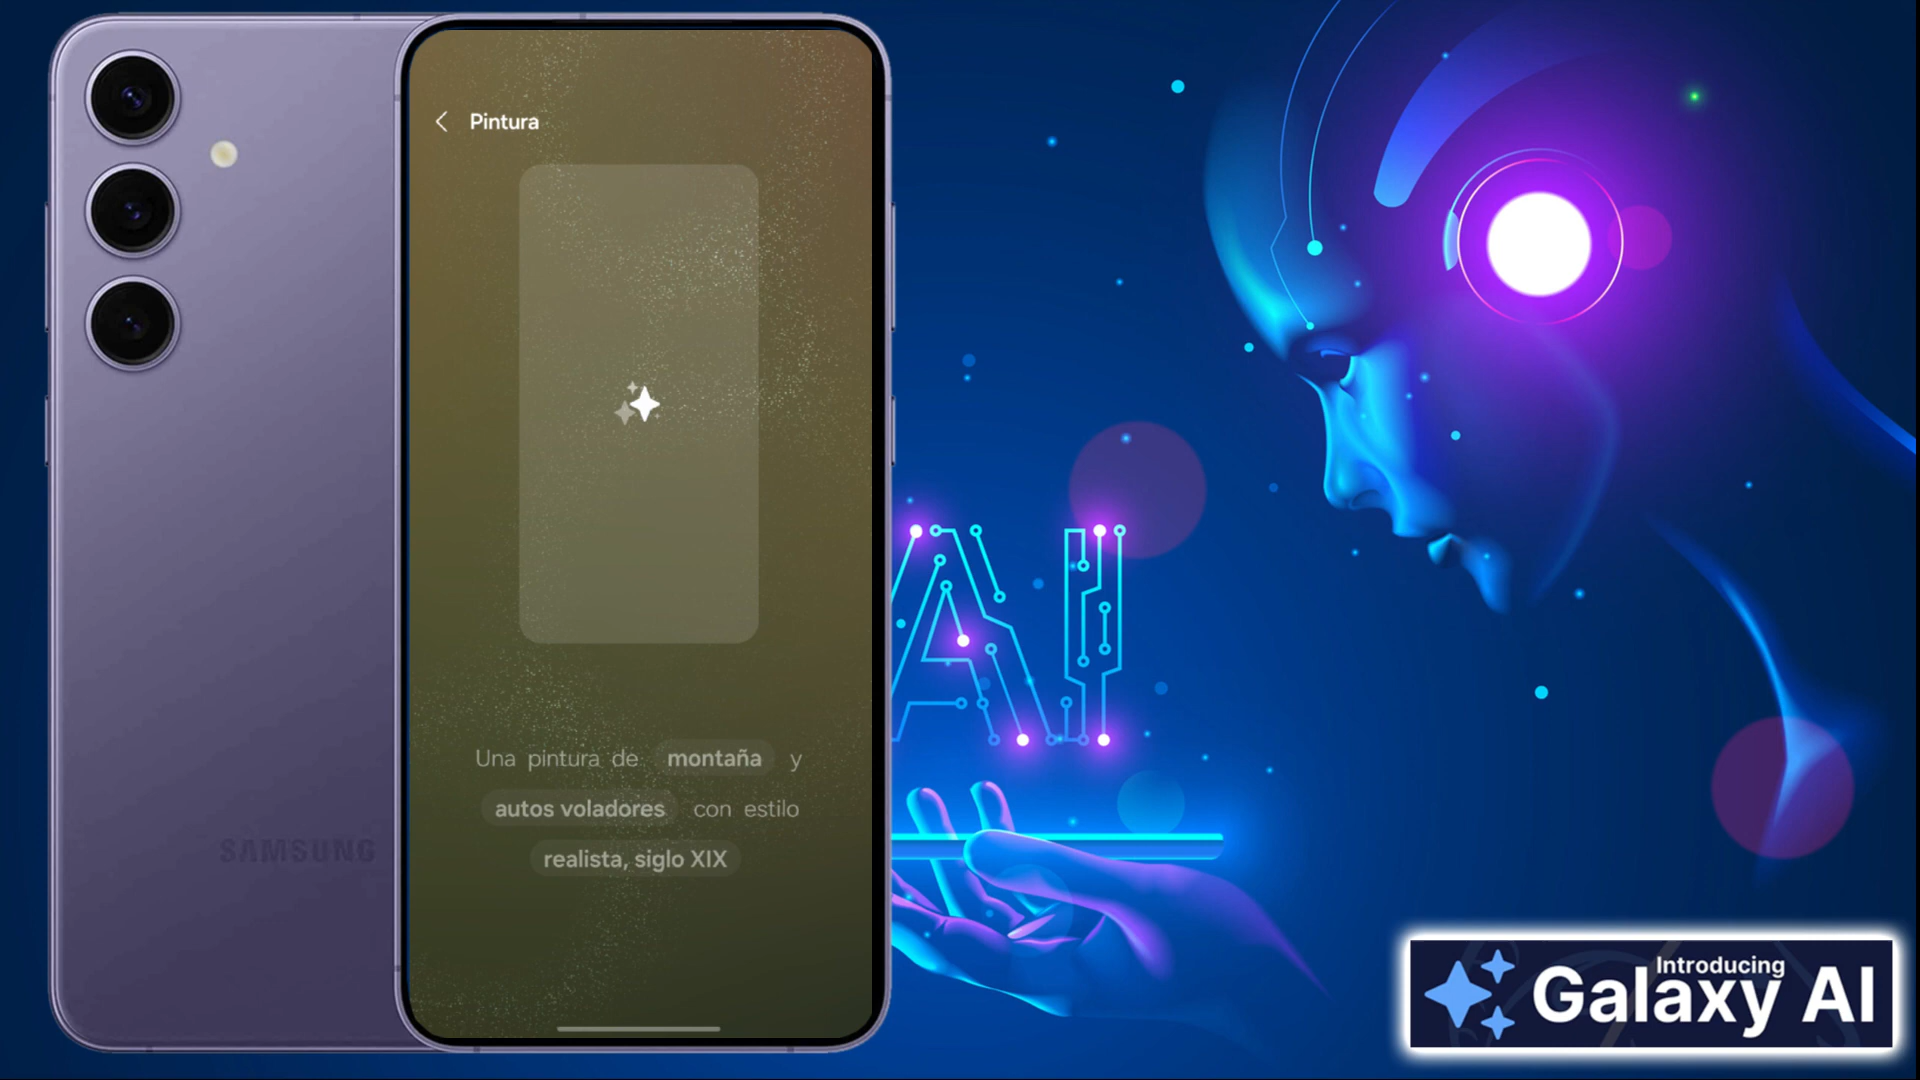 Pintura
Una pintura de montaña y
autos voladores con estilo
realista, siglo XIX
SAMSUNG
AI
Introducing
Galaxy AI